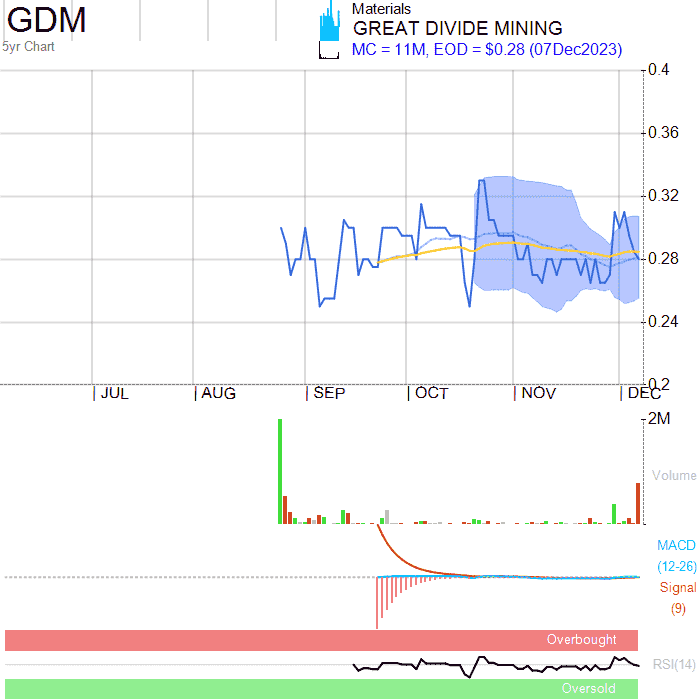 GDM
5yr Chart
Materials
GREAT DIVIDE MINING
MC = 11M, EOD = $0.28 (07Dec2023)
0.4
0.36
0.32
0.28
0.24
0.2
JUL AUG SEP OCT NOV DEC
2M
Volume
MACD
(12-26)
Signal
(9)
Overbought
RSI(14)
Oversold